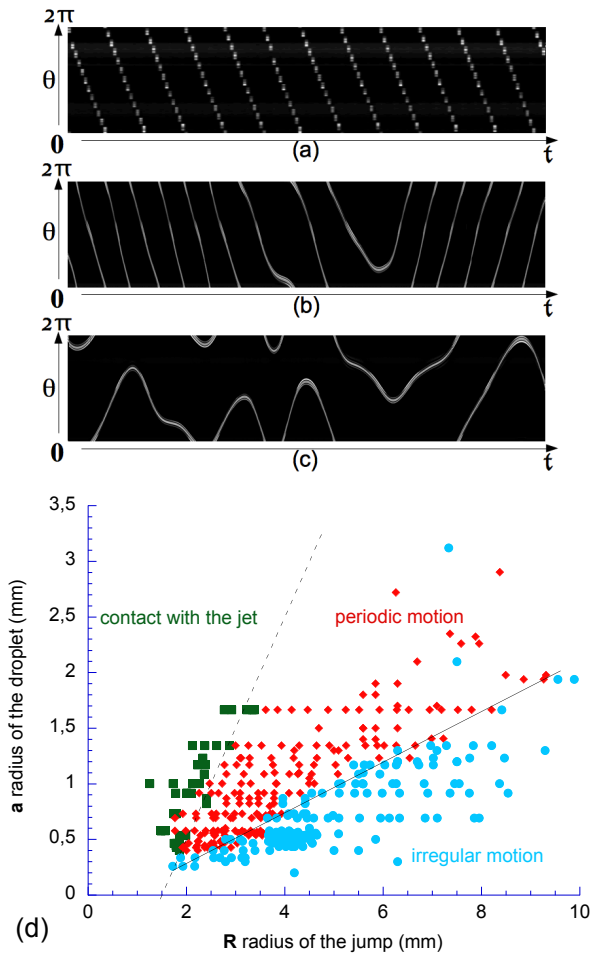 2π
θ
0
(a)
t
2π
θ
0
(b)
t
2π
θ
0
(c)
t
3,5
3
2,5
2
1,5
1
0,5
0
a radius of the droplet (mm)
contact with the jet
periodic motion
irregular motion
0
2
4
6
8
10
R radius of the jump (mm)
(d)